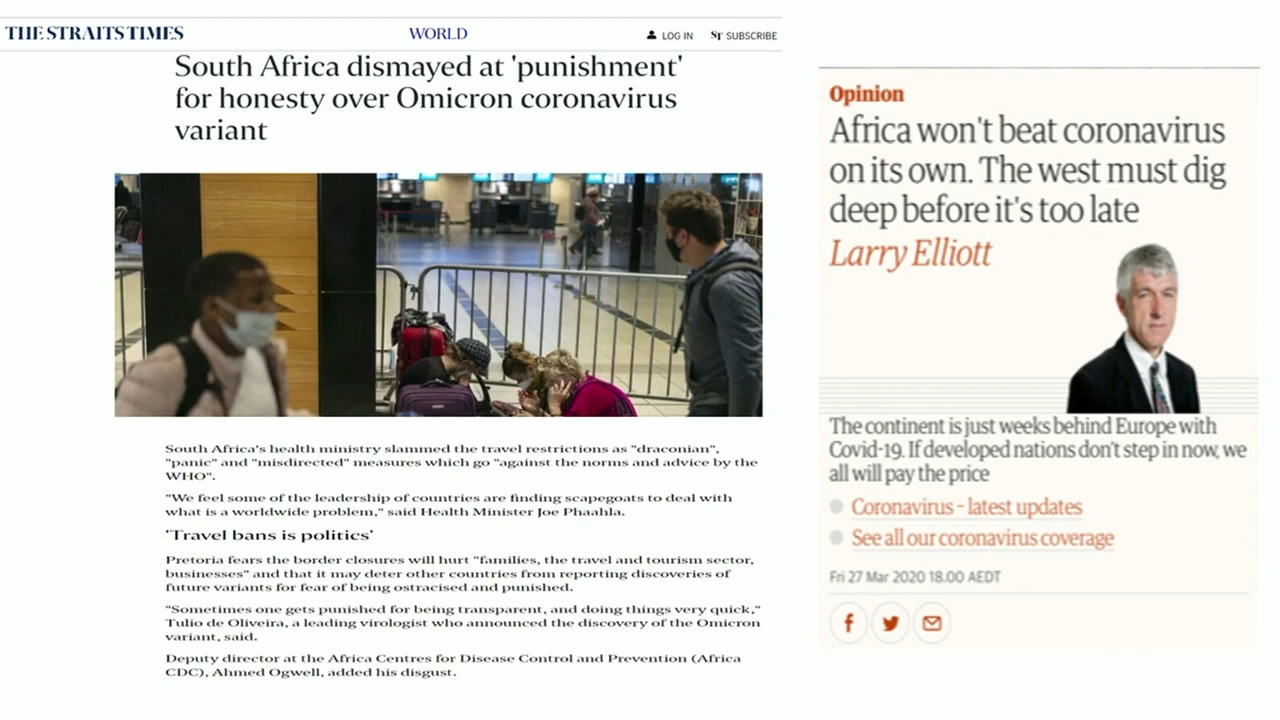 THE STRAITS TIMES
WORLD
LOG IN
ST SUBSCRIBE
South Africa dismayed at 'punishment'
for honesty over Omicron coronavirus
variant
South Africa's health ministry slammed the travel restrictions as "draconian",
"panic" and "misdirected" measures which go "against the norms and advice by the
WHO".
"We feel some of the leadership of countries are finding scapegoats to deal with
what is a worldwide problem," said Health Minister Joe Phaahla.
'Travel bans is politics'
Pretoria fears the border closures will hurt "families, the travel and tourism sector,
businesses" and that it may deter other countries from reporting discoveries of
future variants for fear of being ostracised and punished.
"Sometimes one gets punished for being transparent, and doing things very quick,"
Tulio de Oliveira, a leading virologist who announced the discovery of the Omicron
variant, said.
Deputy director at the Africa Centres for Disease Control and Prevention (Africa
CDC), Ahmed Ogwell, added his disgust.
Opinion
Africa won't beat coronavirus
on its own. The west must dig
deep before it's too late
Larry Elliott
The continent is just weeks behind Europe with
Covid-19. If developed nations don't step in now, we
all will pay the price
Coronavirus - latest updates
See all our coronavirus coverage
Fri 27 Mar 2020 18.00 AEDT